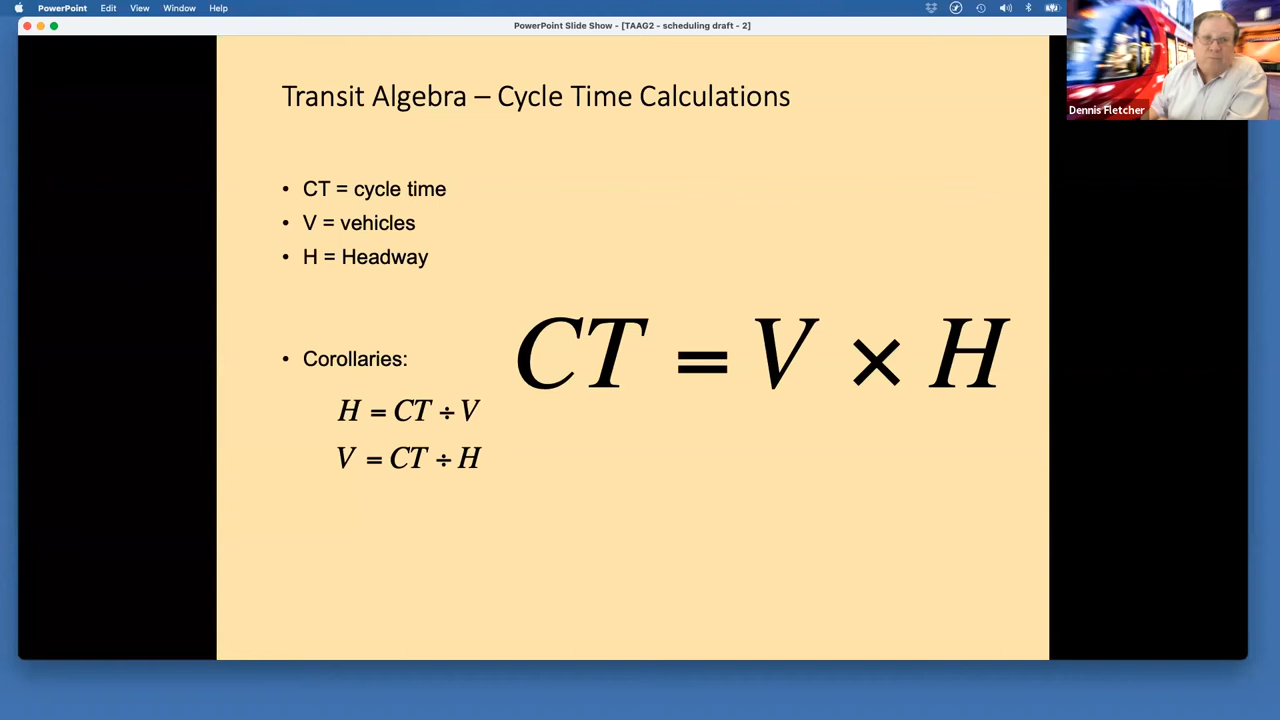 PowerPoint Edit View Window Help
PowerPoint Slide Show - [TAAG2 - scheduling draft - 2]
Dennis Fletcher
Transit Algebra – Cycle Time Calculations
• CT = cycle time
• V = vehicles
• H = Headway
CT = V × H
• Corollaries:
H = CT ÷ V
V = CT ÷ H